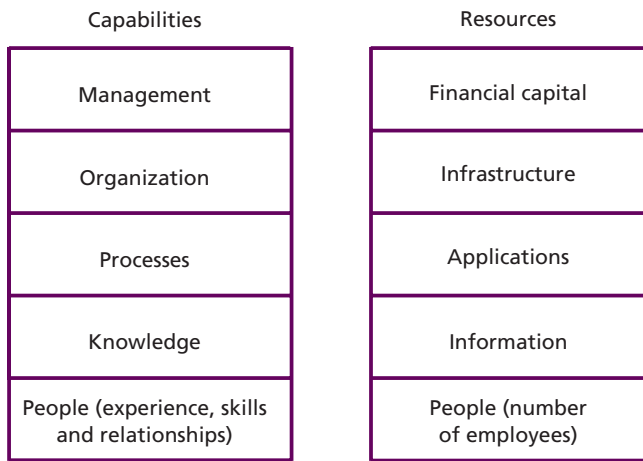 Capabilities
Management
Organization
Processes
Knowledge
People (experience, skills
and relationships)
Resources
Financial capital
Infrastructure
Applications
Information
People (number
of employees)